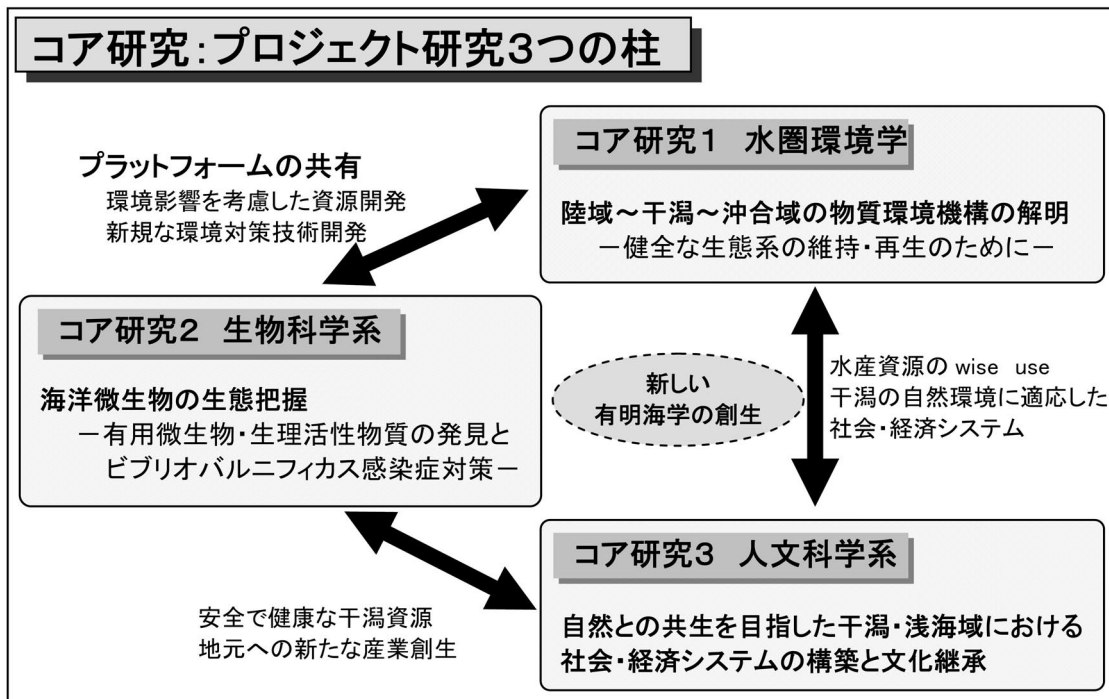 コア研究：プロジェクト研究３つの柱
コア研究１　水圏環境学
陸域～干潟～沖合域の物質環境機構の解明
－健全な生態系の維持・再生のために－
プラットフォームの共有
環境影響を考慮した資源開発
新規な環境対策技術開発
コア研究２　生物科学系
海洋微生物の生態把握
－有用微生物・生理活性物質の発見と
ビブリオバルニフィカス感染症対策－
新しい
有明海学の創生
水産資源の wise use
干潟の自然環境に適応した
社会・経済システム
安全で健康な干潟資源
地元への新たな産業創生
コア研究３　人文科学系
自然との共生を目指した干潟・浅海域における
社会・経済システムの構築と文化継承